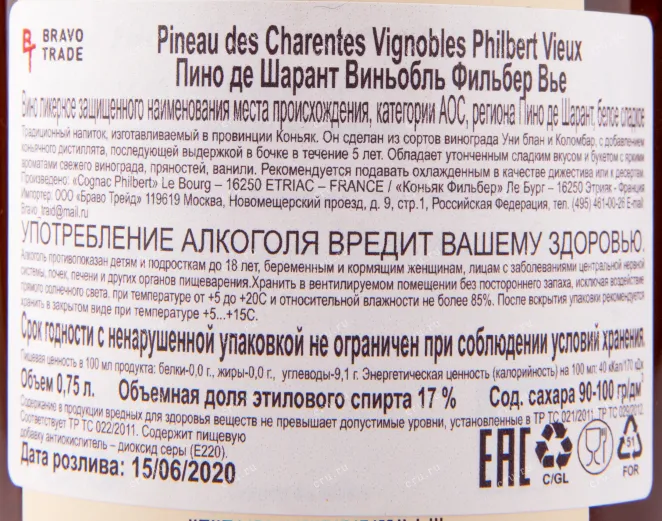 BRAVO
TRADE
Pineau des Charentes Vignobles Philbert Vieux
Пино де Шарант Виньобль Фильбер Вье
Вино ликерное защищенного наименования места происхождения, категории АОС, региона Пино де Шарант, белое сладкое
Традиционный напиток, изготавливаемый в провинции Коньяк. Он сделан из сортов винограда Уни блан и Коломбар, с добавлением
коньячного дистиллята, последующей выдержкой в бочке в течение 5 лет. Обладает утонченным сладким вкусом и букетом с яркими
ароматами свежего винограда, пряностей, ванили. Рекомендуется подавать охлажденным в качестве дижестива или к десертам.
Произведено: «Cognac Philbert» Le Bourg – 16250 ETRIAC – FRANCE / «Коньяк Фильбер» Ле Бург – 16250 Этрияк - Франция
Импортер: ООО «Браво Трейд» 119619 Москва, Новомещерский проезд, д. 9, стр.1, Российская Федерация, тел. (495) 461-00-26 E-mail:
Bravo_traid@mail.ru
УПОТРЕБЛЕНИЕ АЛКОГОЛЯ ВРЕДИТ ВАШЕМУ ЗДОРОВЬЮ.
Алкоголь противопоказан детям и подросткам до 18 лет, беременным и кормящим женщинам, лицам с заболеваниями центральной нервной
системы, почек, печени и других органов пищеварения.Хранить в вентилируемом помещении без постороннего запаха, исключая воздействие
прямого солнечного света, при температуре от +5 до +20С и относительной влажности не более 85%. После вскрытия упаковки рекомендуется
хранить в закрытом виде при температуре +5...+15С.
Срок годности с ненарушенной упаковкой не ограничен при соблюдении условий хранения.
Пищевая ценность в 100 мл продукта: белки-0,0 г., жиры-0,0 г., углеводы-9,1 г. Энергетическая ценность (калорийность) на 100 мл: 40 кКал/170 кДж
Объем 0,75 л. Объемная доля этилового спирта 17 % Сод. сахара 90-100 гр/дм³
Содержание в продукции вредных для здоровья веществ не превышает допустимые уровни, установленные в ТР ТС 021/2011, ТР ТС 029/2012.
Соответствует ТР ТС 022/2011. Содержит пищевую
добавку антиокислитель – диоксид серы (Е220).
Дата розлива: 15/06/2020
EAC
C/GL
51
FOR